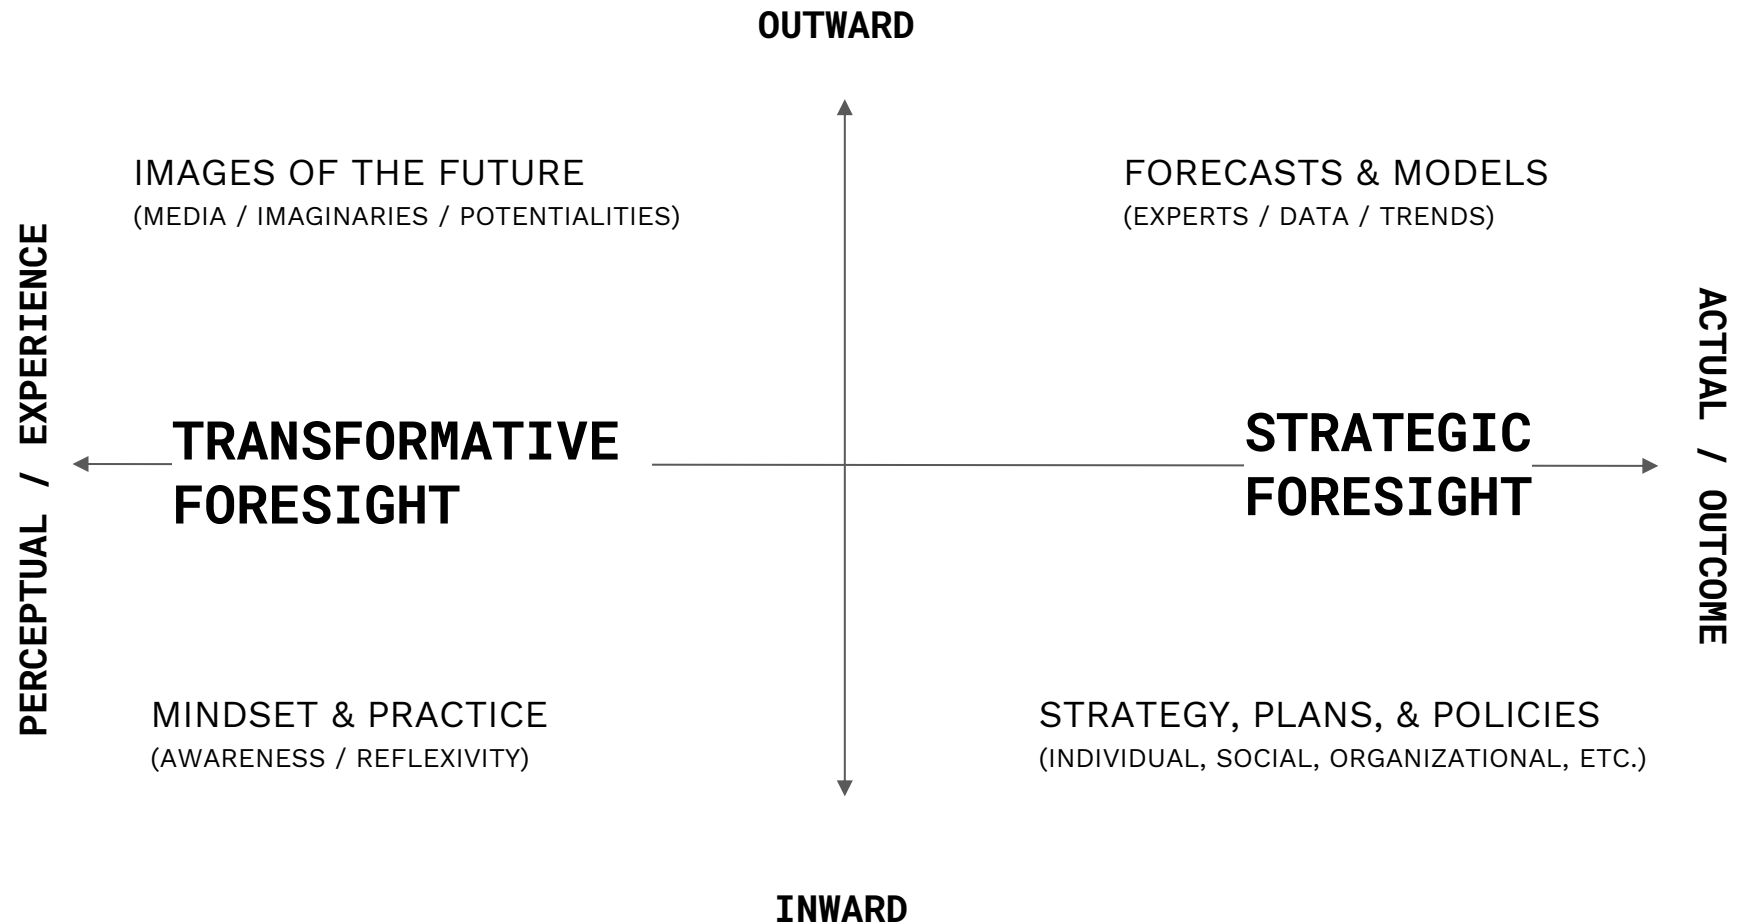 OUTWARD
IMAGES OF THE FUTURE
(MEDIA / IMAGINARIES / POTENTIALITIES)
FORECASTS & MODELS
(EXPERTS / DATA / TRENDS)
PERCEPTUAL / EXPERIENCE
TRANSFORMATIVE
FORESIGHT
STRATEGIC
FORESIGHT
ACTUAL / OUTCOME
MINDSET & PRACTICE
(AWARENESS / REFLEXIVITY)
STRATEGY, PLANS, & POLICIES
(INDIVIDUAL, SOCIAL, ORGANIZATIONAL, ETC.)
INWARD